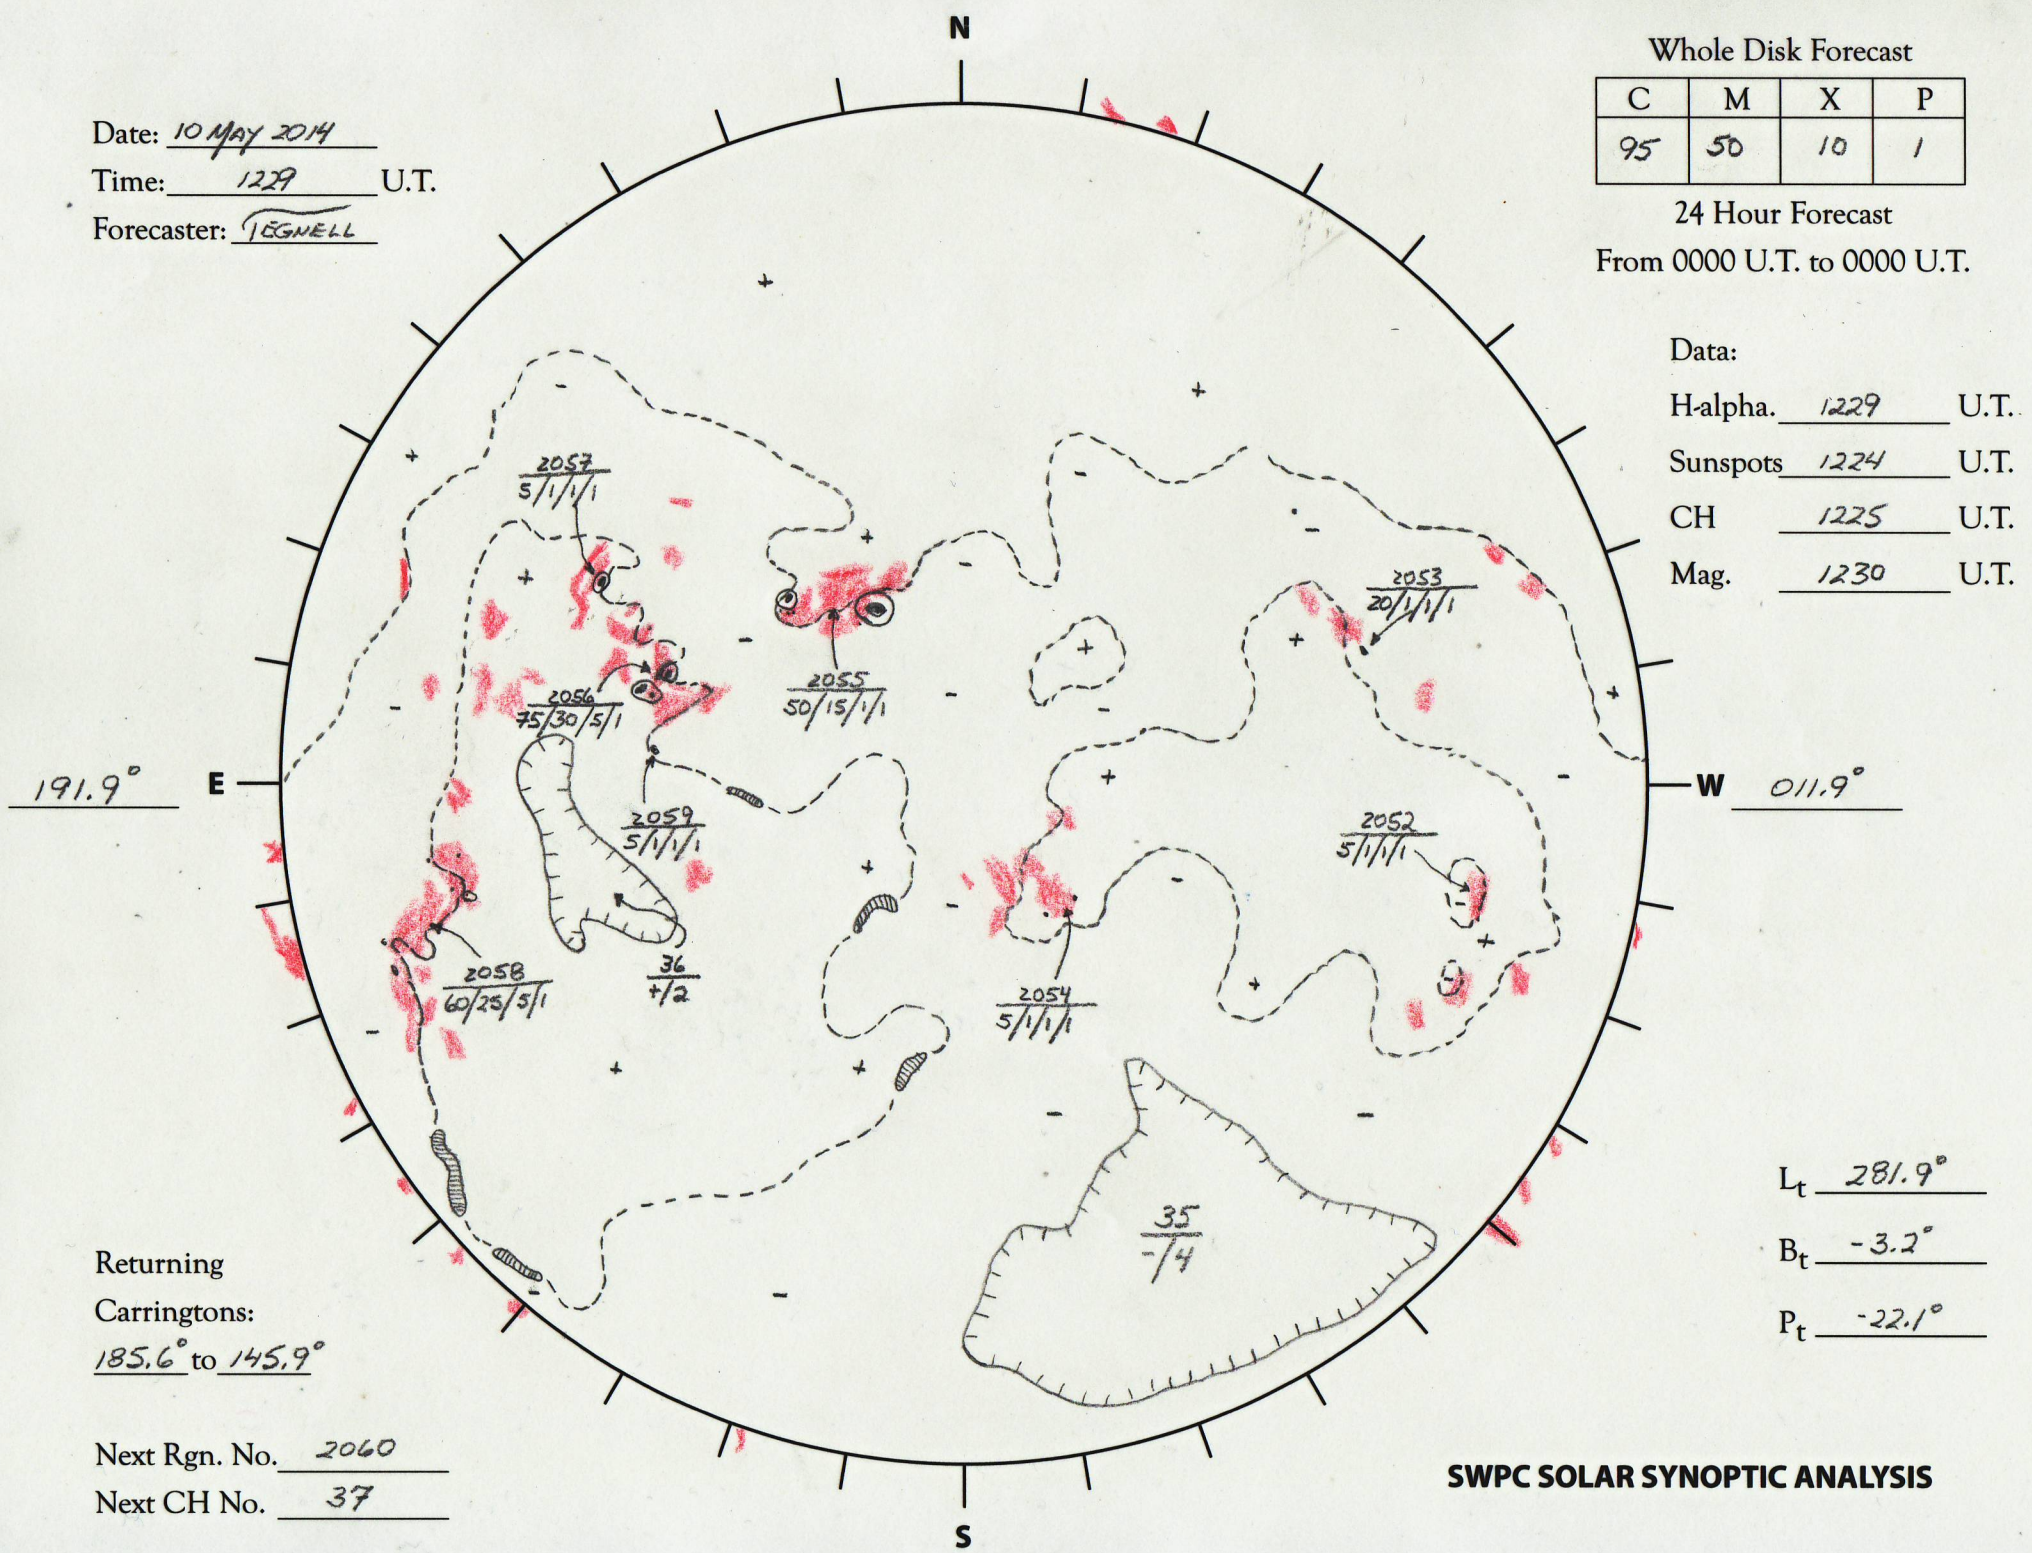 N
Date: 10 MAY 2014
Time: 1229 U.T.
Forecaster: TEGNELL
Whole Disk Forecast
C M X P
95 50 10 1
24 Hour Forecast
From 0000 U.T. to 0000 U.T.
Data:
H-alpha. 1229 U.T.
Sunspots 1224 U.T.
CH 1225 U.T.
Mag. 1230 U.T.
2057
5/1/1/1
2053
20/1/1/1
2056
75/30/5/1
2055
50/15/1/1
191.9° E
W 011.9°
2059
5/1/1/1
2052
5/1/1/1
2058
60/25/5/1
36
+/2
2054
5/1/1/1
35
-/4
Lt 281.9°
Bt -3.2°
Pt -22.1°
Returning
Carringtons:
185.6° to 145.9°
Next Rgn. No. 2060
Next CH No. 37
SWPC SOLAR SYNOPTIC ANALYSIS
S